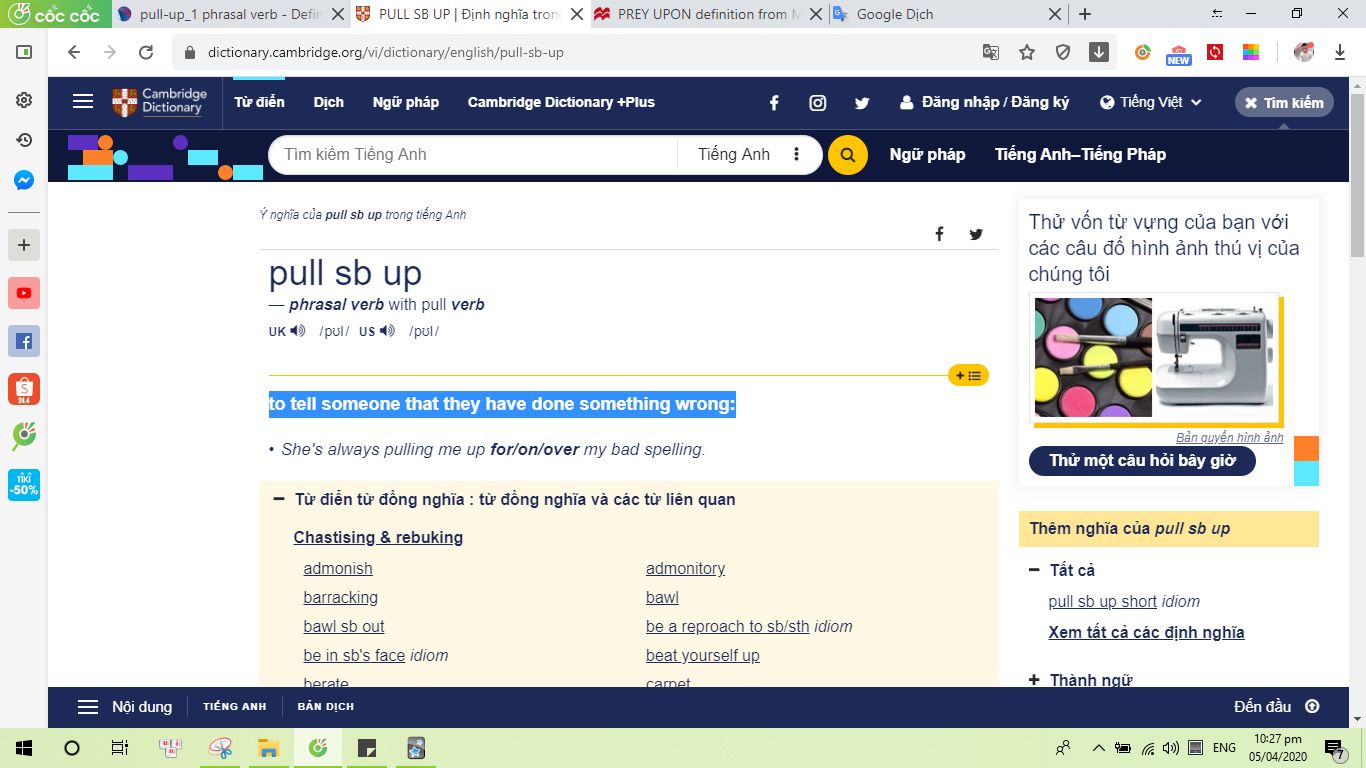 cốc cốc
pull-up_1 phrasal verb - Defin
PULL SB UP | Định nghĩa trong
PREY UPON definition from M
Google Dịch
dictionary.cambridge.org/vi/dictionary/english/pull-sb-up
NEW
Cambridge Dictionary
Từ điển Dịch Ngữ pháp Cambridge Dictionary +Plus
Đăng nhập / Đăng ký
Tiếng Việt
Tìm kiếm
Tìm kiếm Tiếng Anh
Tiếng Anh
Ngữ pháp Tiếng Anh–Tiếng Pháp
Ý nghĩa của pull sb up trong tiếng Anh
pull sb up
— phrasal verb with pull verb
UK /pʊl/ US /pʊl/
to tell someone that they have done something wrong:
• She's always pulling me up for/on/over my bad spelling.
Từ điển từ đồng nghĩa : từ đồng nghĩa và các từ liên quan
Chastising & rebuking
admonish admonitory
barracking bawl
bawl sb out be a reproach to sb/sth idiom
be in sb's face idiom beat yourself up
berate carpet
Thử vốn từ vựng của bạn với
các câu đố hình ảnh thú vị của
chúng tôi
Bản quyền hình ảnh
Thử một câu hỏi bây giờ
Thêm nghĩa của pull sb up
Tất cả
pull sb up short idiom
Xem tất cả các định nghĩa
Thành ngữ
24.4
TIKI
-50%
Nội dung TIẾNG ANH BẢN DỊCH
Đến đầu
ENG
10:27 pm
05/04/2020
7